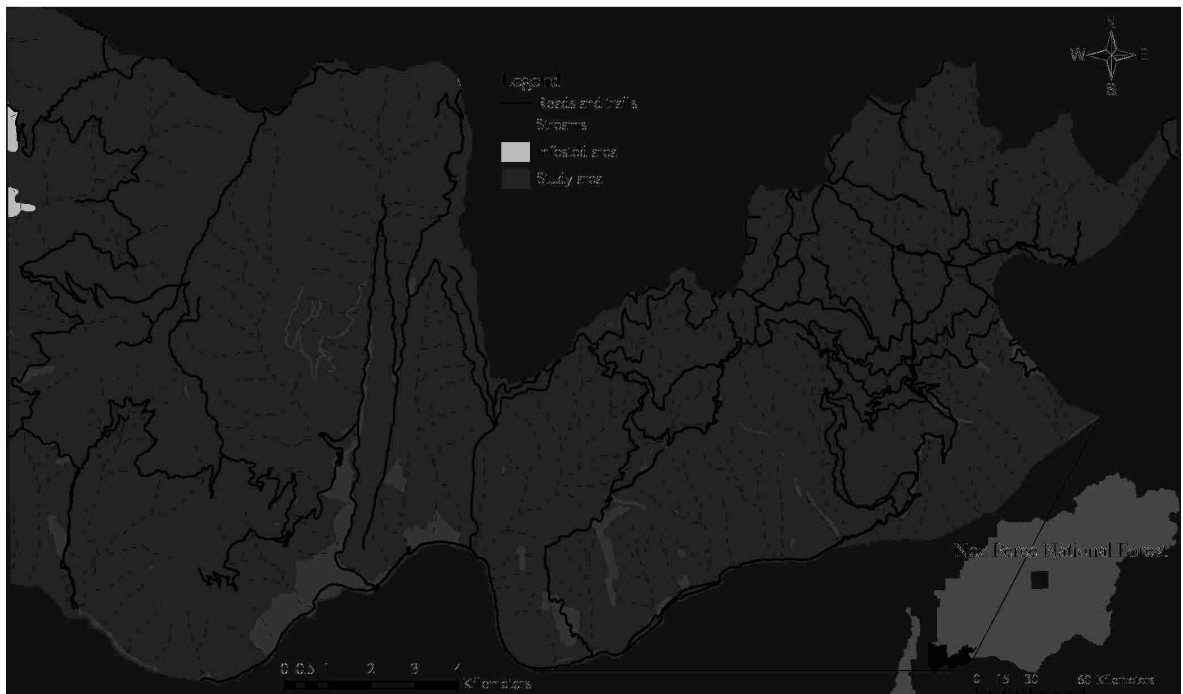 N
W E
S
Legend
Roads and trails
Streams
Infested area
Study area
Nez Perce National Forest
0 0.5 1 2 3 4
Kilometers
0 15 30 60 Kilometers